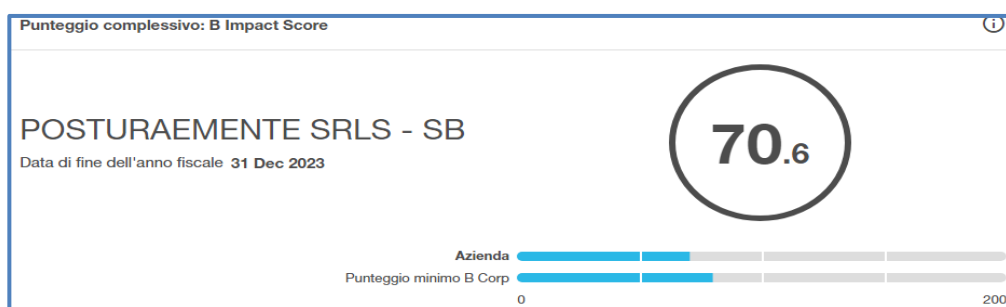 Punteggio complessivo: B Impact Score
POSTURAEMENTE SRLS - SB
Data di fine dell'anno fiscale 31 Dec 2023
70.6
Azienda
Punteggio minimo B Corp
0 200